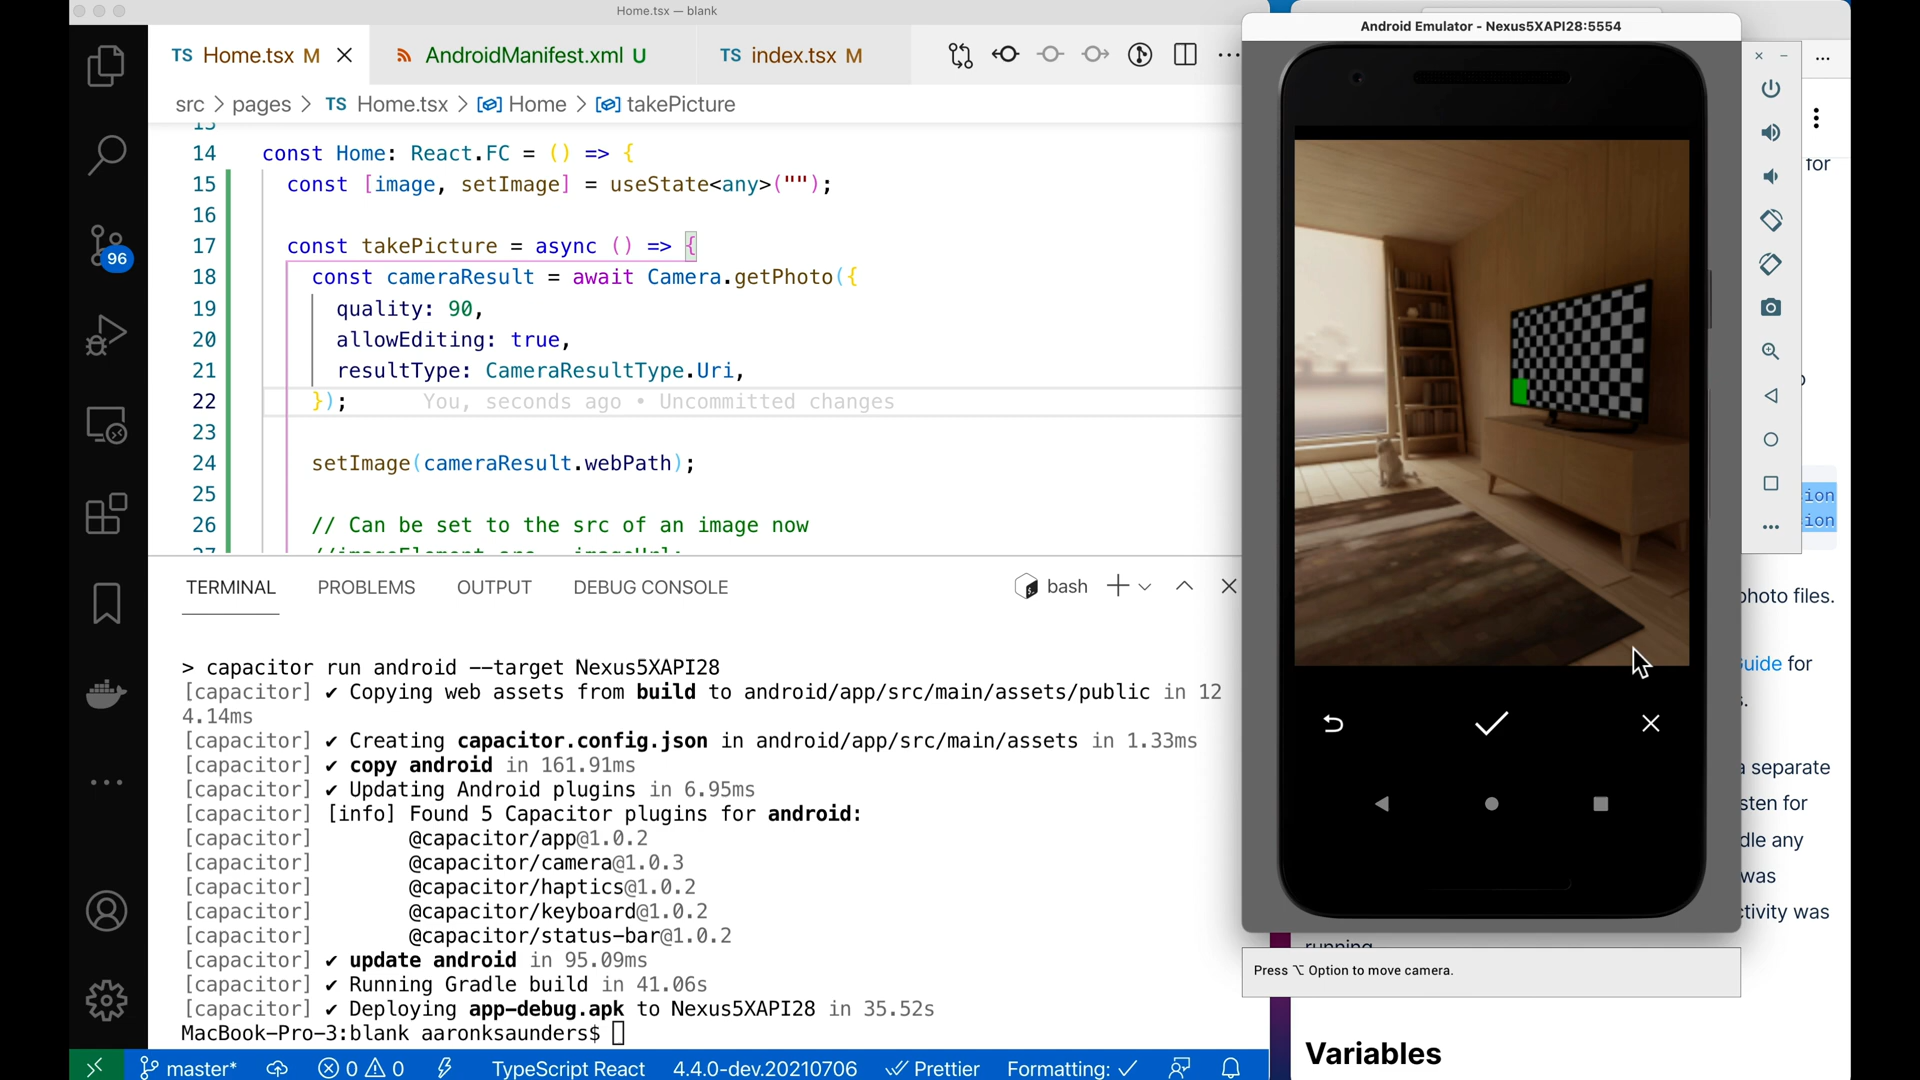 Home.tsx — blank
TS Home.tsx M
AndroidManifest.xml U
TS index.tsx M
src > pages > TS Home.tsx > Home > takePicture
14 const Home: React.FC = () => {
15 const [image, setImage] = useState<any>("");
16
17 const takePicture = async () => {
18 const cameraResult = await Camera.getPhoto({
19 quality: 90,
20 allowEditing: true,
21 resultType: CameraResultType.Uri,
22 }); You, seconds ago • Uncommitted changes
23
24 setImage(cameraResult.webPath);
25
26 // Can be set to the src of an image now
96
TERMINAL PROBLEMS OUTPUT DEBUG CONSOLE
bash
> capacitor run android --target Nexus5XAPI28
[capacitor] ✔ Copying web assets from build to android/app/src/main/assets/public in 12
4.14ms
[capacitor] ✔ Creating capacitor.config.json in android/app/src/main/assets in 1.33ms
[capacitor] ✔ copy android in 161.91ms
[capacitor] ✔ Updating Android plugins in 6.95ms
[capacitor] [info] Found 5 Capacitor plugins for android:
[capacitor] @capacitor/app@1.0.2
[capacitor] @capacitor/camera@1.0.3
[capacitor] @capacitor/haptics@1.0.2
[capacitor] @capacitor/keyboard@1.0.2
[capacitor] @capacitor/status-bar@1.0.2
[capacitor] ✔ update android in 95.09ms
[capacitor] ✔ Running Gradle build in 41.06s
[capacitor] ✔ Deploying app-debug.apk to Nexus5XAPI28 in 35.52s
MacBook-Pro-3:blank aaronksaunders$
master* 0 0 TypeScript React 4.4.0-dev.20210706 Prettier Formatting: ✓
Android Emulator - Nexus5XAPI28:5554
Press ⌥ Option to move camera.
for
photo files.
for
a separate
was
was
Variables